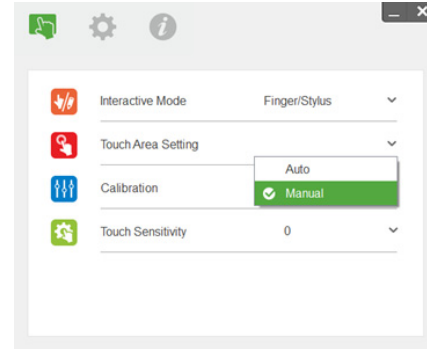 Interactive Mode Finger/Stylus
Touch Area Setting
Auto
Calibration
Manual
Touch Sensitivity 0